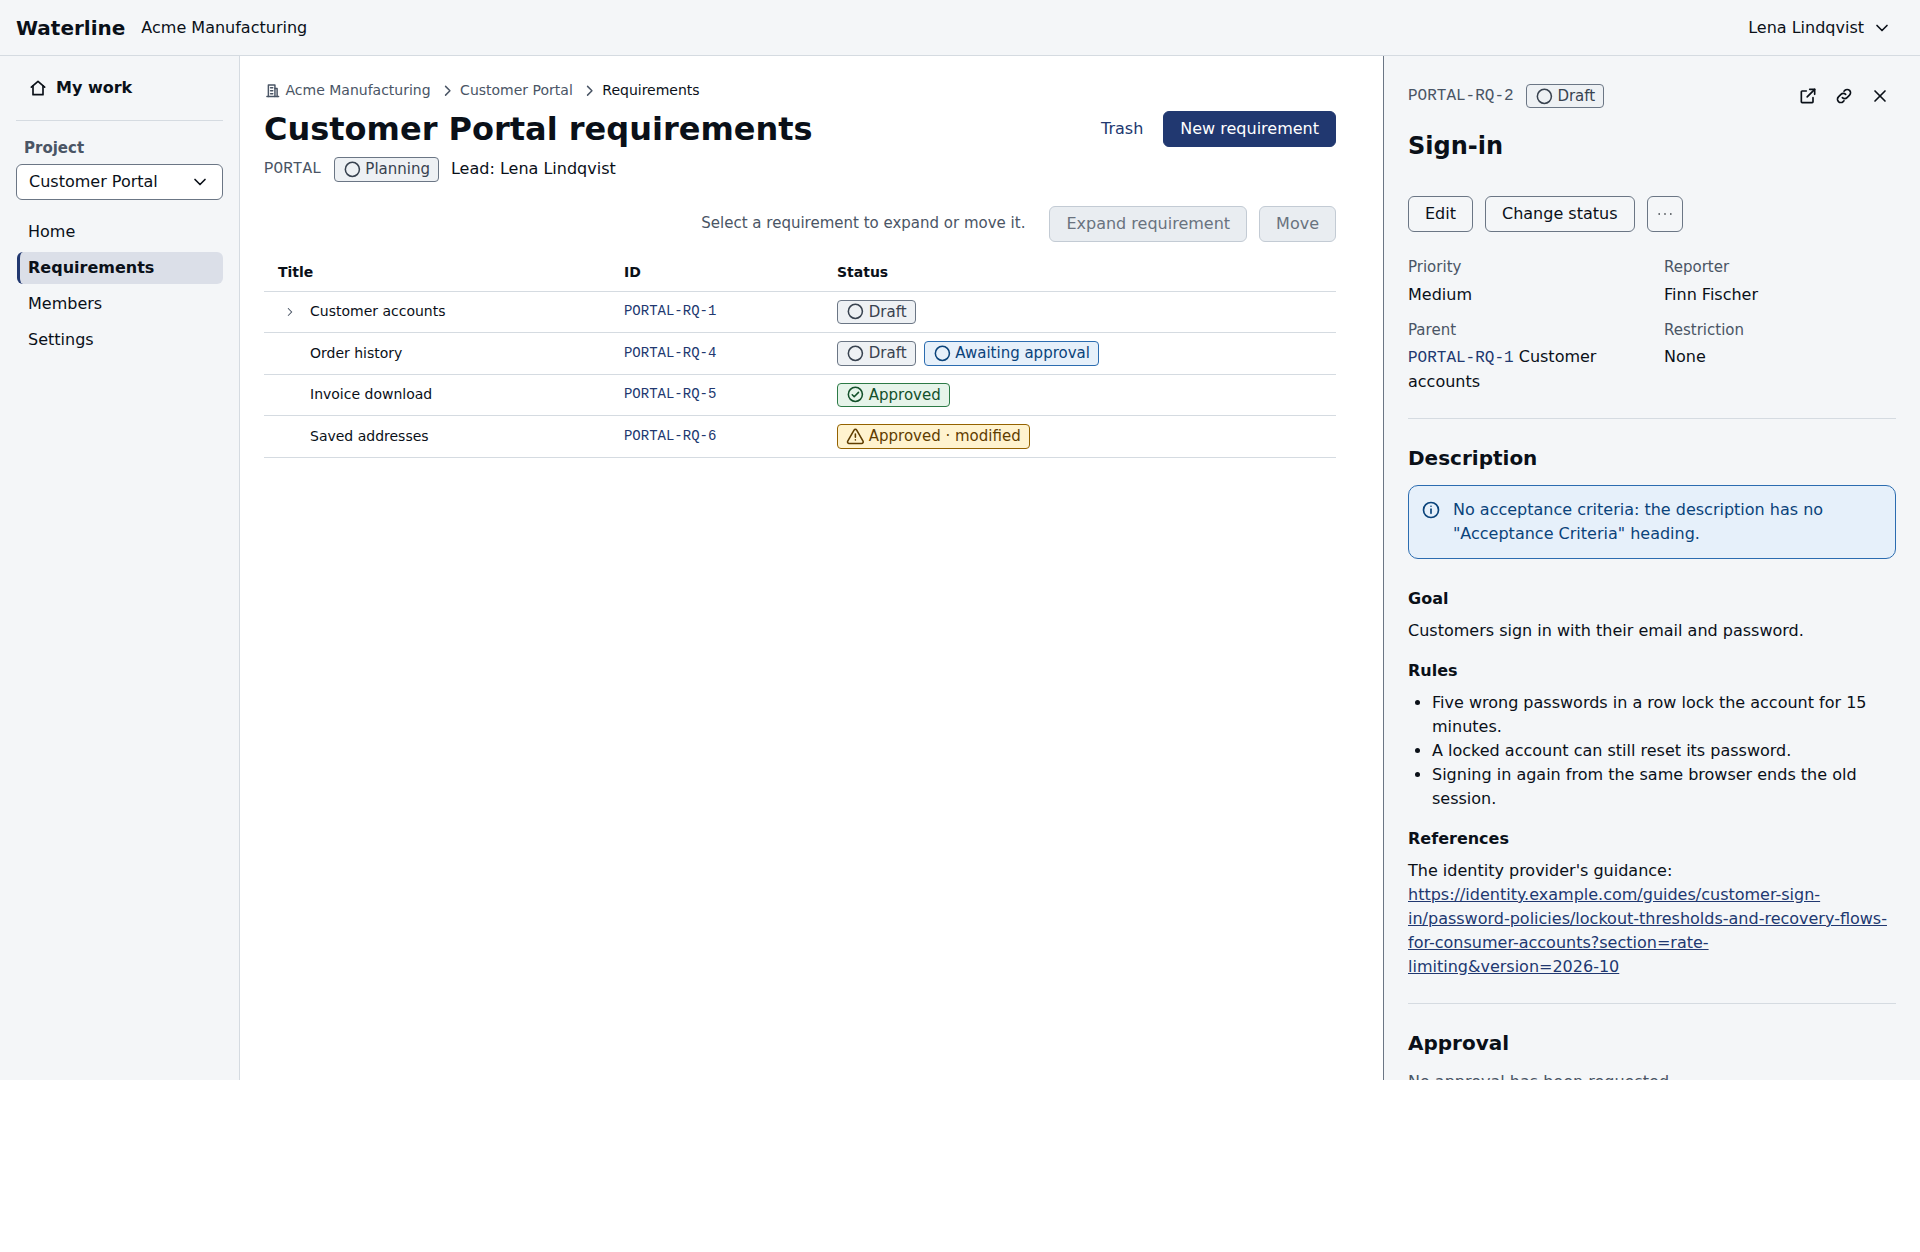 Waterline Acme Manufacturing
Lena Lindqvist
My work
Project
Customer Portal
Home
Requirements
Members
Settings
Acme Manufacturing > Customer Portal > Requirements
Customer Portal requirements
Trash
New requirement
PORTAL
Planning
Lead: Lena Lindqvist
Select a requirement to expand or move it.
Expand requirement
Move
Title ID Status
Customer accounts PORTAL-RQ-1 Draft
Order history PORTAL-RQ-4 Draft Awaiting approval
Invoice download PORTAL-RQ-5 Approved
Saved addresses PORTAL-RQ-6 Approved · modified
PORTAL-RQ-2 Draft
Sign-in
Edit
Change status
···
Priority Reporter
Medium Finn Fischer
Parent Restriction
PORTAL-RQ-1 Customer None
accounts
Description
No acceptance criteria: the description has no
"Acceptance Criteria" heading.
Goal
Customers sign in with their email and password.
Rules
• Five wrong passwords in a row lock the account for 15
minutes.
• A locked account can still reset its password.
• Signing in again from the same browser ends the old
session.
References
The identity provider's guidance:
https://identity.example.com/guides/customer-sign-
in/password-policies/lockout-thresholds-and-recovery-flows-
for-consumer-accounts?section=rate-
limiting&version=2026-10
Approval
No approval has been requested